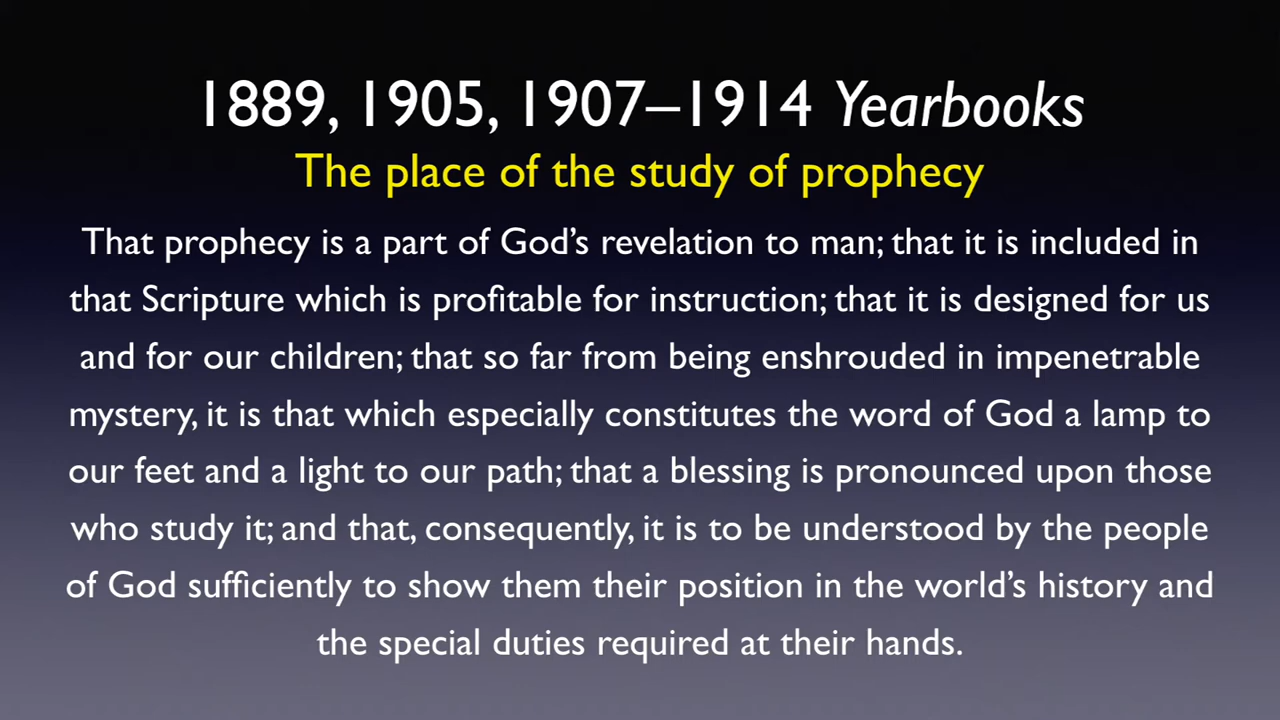 1889, 1905, 1907–1914 Yearbooks
The place of the study of prophecy
That prophecy is a part of God’s revelation to man; that it is included in
that Scripture which is profitable for instruction; that it is designed for us
and for our children; that so far from being enshrouded in impenetrable
mystery, it is that which especially constitutes the word of God a lamp to
our feet and a light to our path; that a blessing is pronounced upon those
who study it; and that, consequently, it is to be understood by the people
of God sufficiently to show them their position in the world’s history and
the special duties required at their hands.